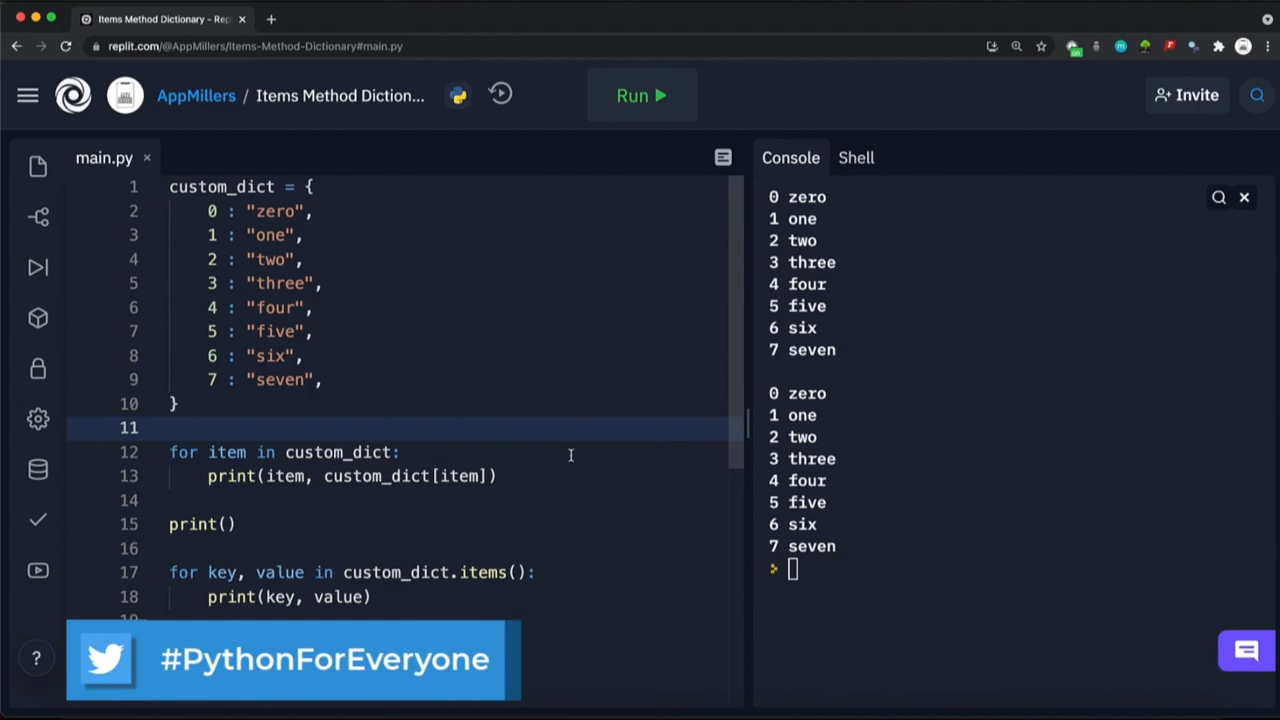 Items Method Dictionary - Rep
replit.com/@AppMillers/Items-Method-Dictionary#main.py
AppMillers / Items Method Diction...
Run
Invite
main.py
1 custom_dict = {
2 0 : "zero",
3 1 : "one",
4 2 : "two",
5 3 : "three",
6 4 : "four",
7 5 : "five",
8 6 : "six",
9 7 : "seven",
10 }
11
12 for item in custom_dict:
13 print(item, custom_dict[item])
14
15 print()
16
17 for key, value in custom_dict.items():
18 print(key, value)
#PythonForEveryone
?
Console Shell
0 zero
1 one
2 two
3 three
4 four
5 five
6 six
7 seven
0 zero
1 one
2 two
3 three
4 four
5 five
6 six
7 seven
>